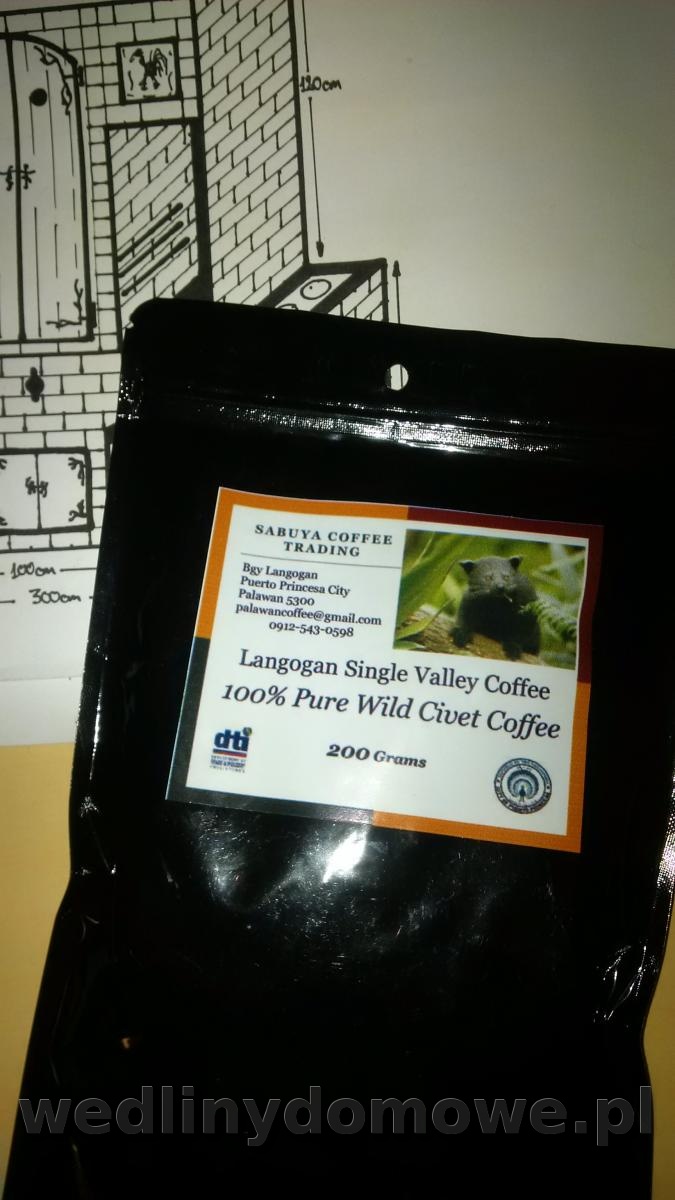 120cm
100cm
300cm
SABUYA COFFEE
TRADING
Bgy Langogan
Puerto Princesa City
Palawan 5300
palawancoffee@gmail.com
0912-543-0598
Langogan Single Valley Coffee
100% Pure Wild Civet Coffee
dti
200 Grams
wedlinydomowe.pl